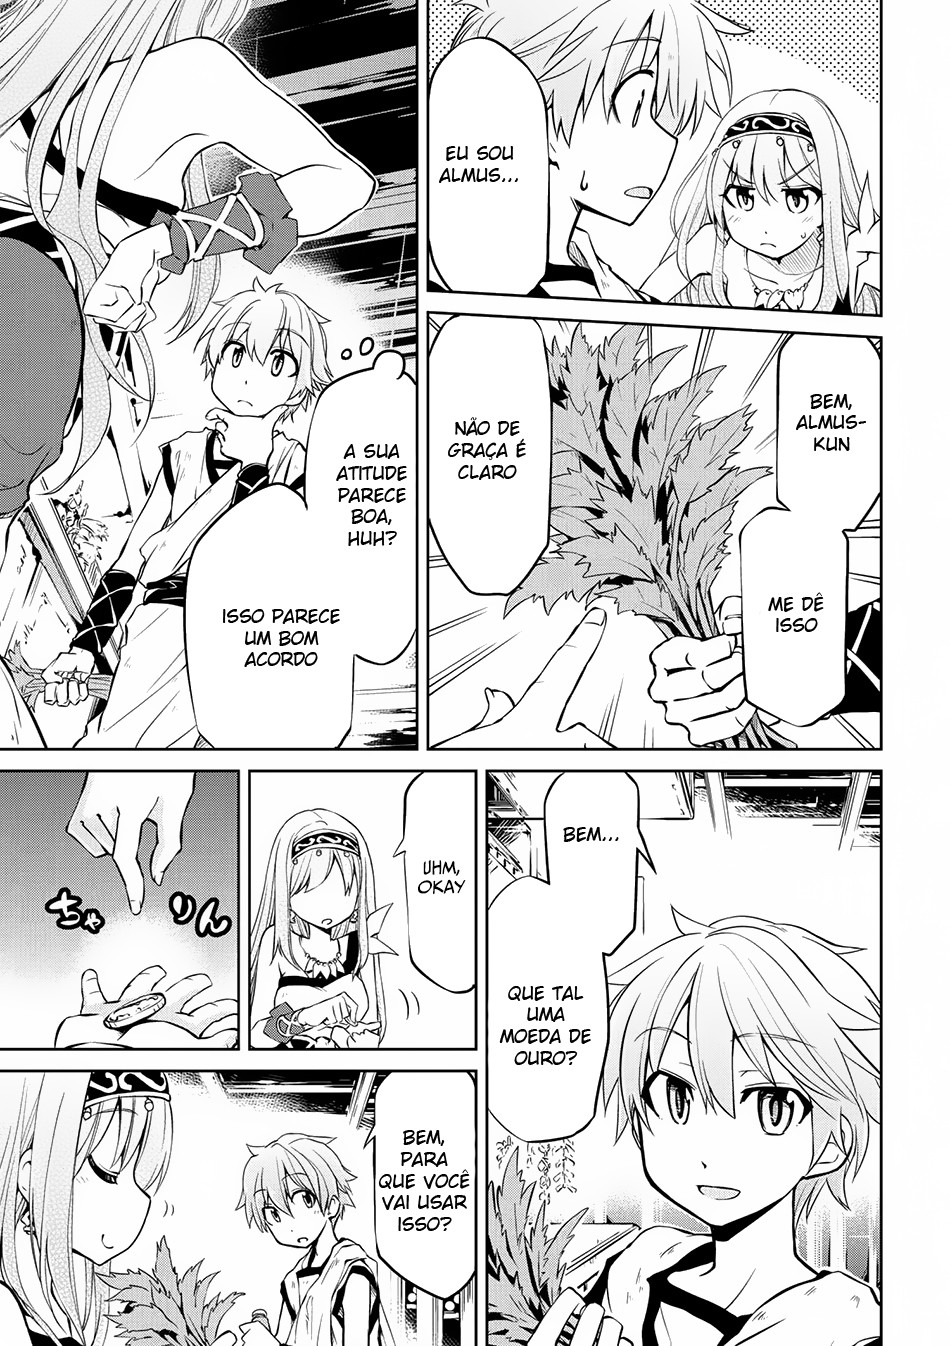 EU SOU
ALMUS...
BEM,
ALMUS-
KUN
ME DÊ
ISSO
NÃO DE
GRAÇA É
CLARO
A SUA
ATITUDE
PARECE
BOA,
HUH?
ISSO PARECE
UM BOM
ACORDO
BEM...
QUE TAL
UMA
MOEDA DE
OURO?
UHM,
OKAY
ちゃりん
BEM,
PARA
QUE VOCÊ
VAI USAR
ISSO?